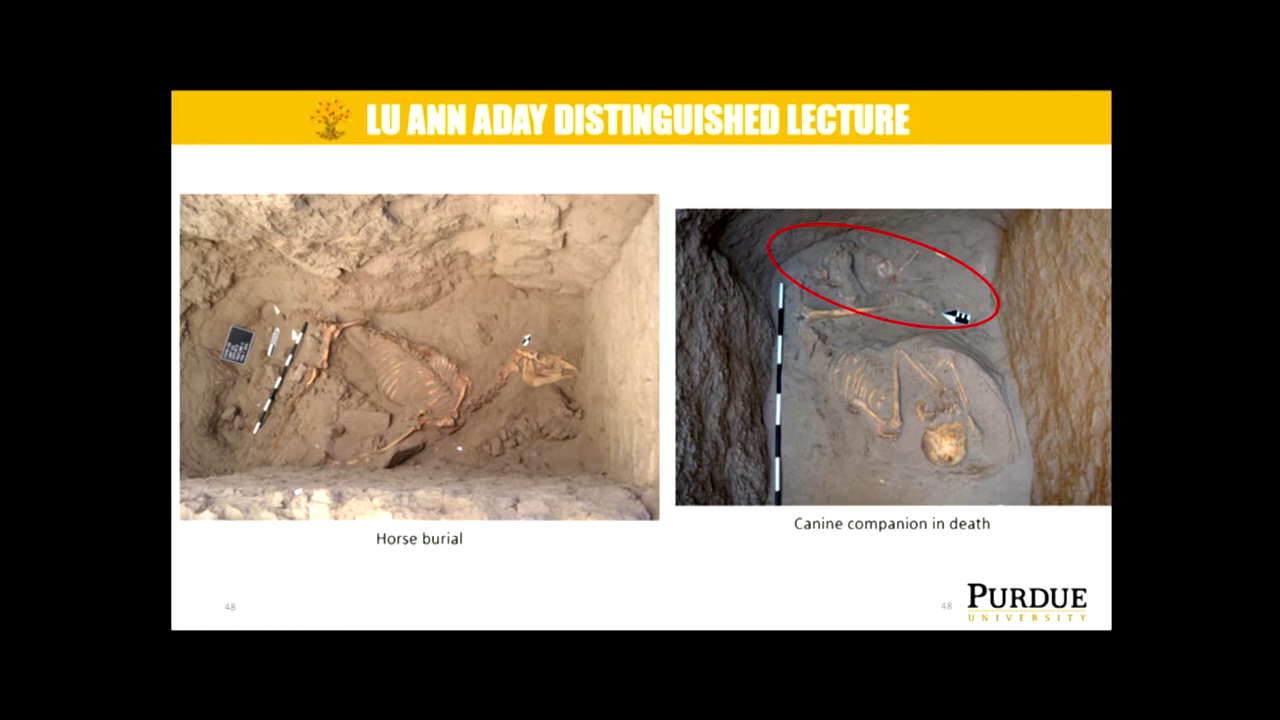 LU ANN ADAY DISTINGUISHED LECTURE
Horse burial
Canine companion in death
48
48
PURDUE
UNIVERSITY